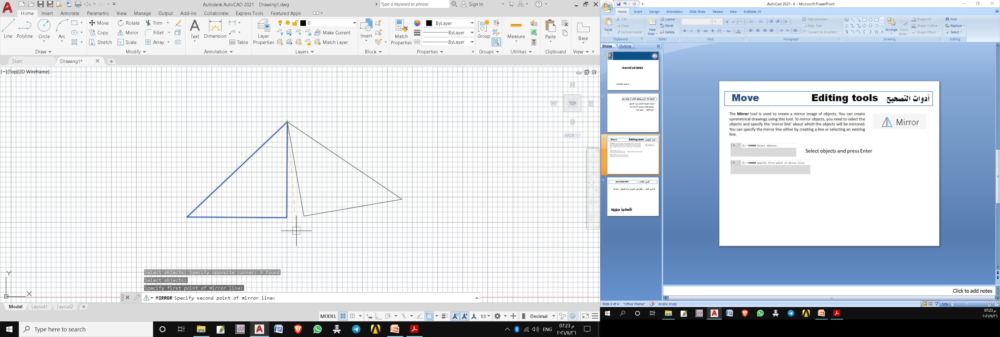 Autodesk AutoCAD 2021 Drawing1.dwg
Type a keyword or phrase
Sign In
Home Insert Annotate Parametric View Manage Output Add-ins Collaborate Express Tools Featured Apps
Line Polyline Circle Arc
Move Rotate Trim
Copy Mirror Fillet
Stretch Scale Array
Text Dimension Table
Layer Properties
0
Make Current
Match Layer
Insert
Match Properties
ByLayer
ByLayer
ByLayer
Group
Measure
Paste
Base
Draw Modify Annotation Layers Block Properties Groups Utilities Clipboard View
Start Drawing1*
[−][Top][2D Wireframe]
N
W TOP E
S
WCS
Y
X
Select objects: Specify opposite corner: 3 found
Select objects:
Specify first point of mirror line:
MIRROR Specify second point of mirror line:
Model Layout1 Layout2
MODEL 1:1 Decimal
Type here to search
ENG
07:23 م
٢٠٢١/١١/٢٦
AutoCad 2021- 6 - Microsoft PowerPoint
Home Insert Design Animations Slide Show Review View EndNote 20
Paste
Cut
Copy
Format Painter
New Slide
Layout
Reset
Delete
18
Text Direction
Align Text
Convert to SmartArt
Arrange
Quick Styles
Shape Fill
Shape Outline
Shape Effects
Find
Replace
Select
Clipboard Slides Font Paragraph Drawing Editing
Slides Outline
1
AutoCad 2021
2
3
Move Editing tools أدوات التصحيح
Mirror
4
AutoCAD 2021 الدرس القادم ...
شكراً جزيلا
Move Editing tools أدوات التصحيح
The Mirror tool is used to create a mirror image of objects. You can create
symmetrical drawings using this tool. To mirror objects, you need to select the
objects and specify the ‘mirror line’ about which the objects will be mirrored.
You can specify the mirror line either by creating a line or selecting an existing
line.
Mirror
MIRROR Select objects:
Select objects and press Enter
MIRROR Specify first point of mirror line:
Click to add notes
Slide 3 of 4 "Office Theme" Arabic (Iraq) 73%
07:23 م
٢٠٢١/١١/٢٦